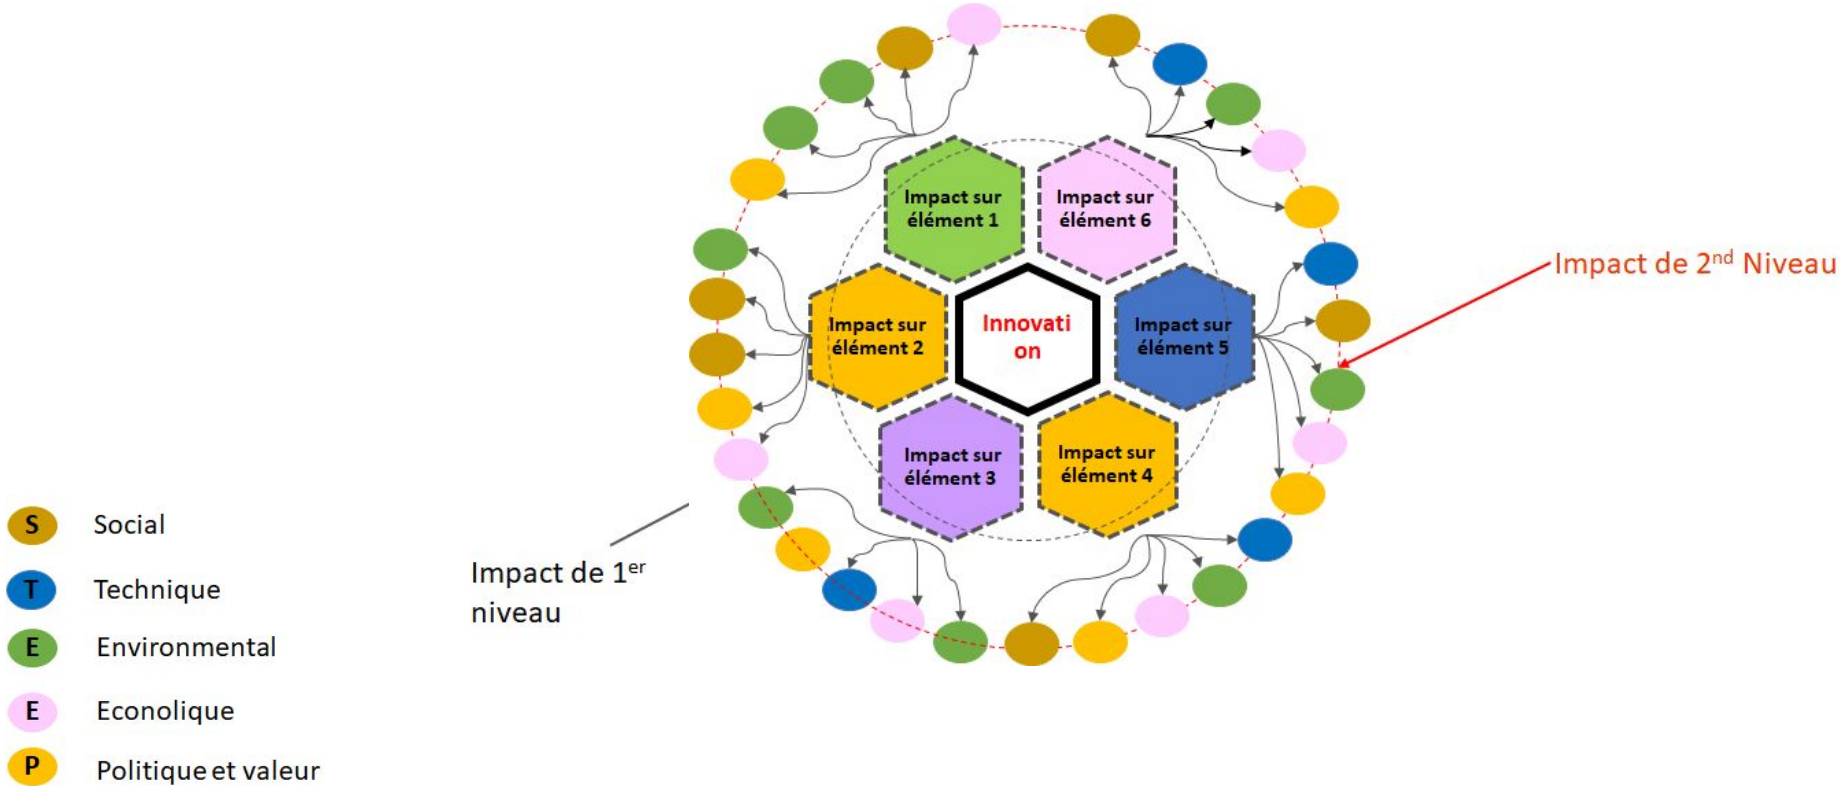 Impact sur
élément 1
Impact sur
élément 6
Impact sur
élément 2
Innovati
on
Impact sur
élément 5
Impact sur
élément 3
Impact sur
élément 4
Impact de 2nd Niveau
Impact de 1er
niveau
S Social
T Technique
E Environmental
E Econolique
P Politique et valeur